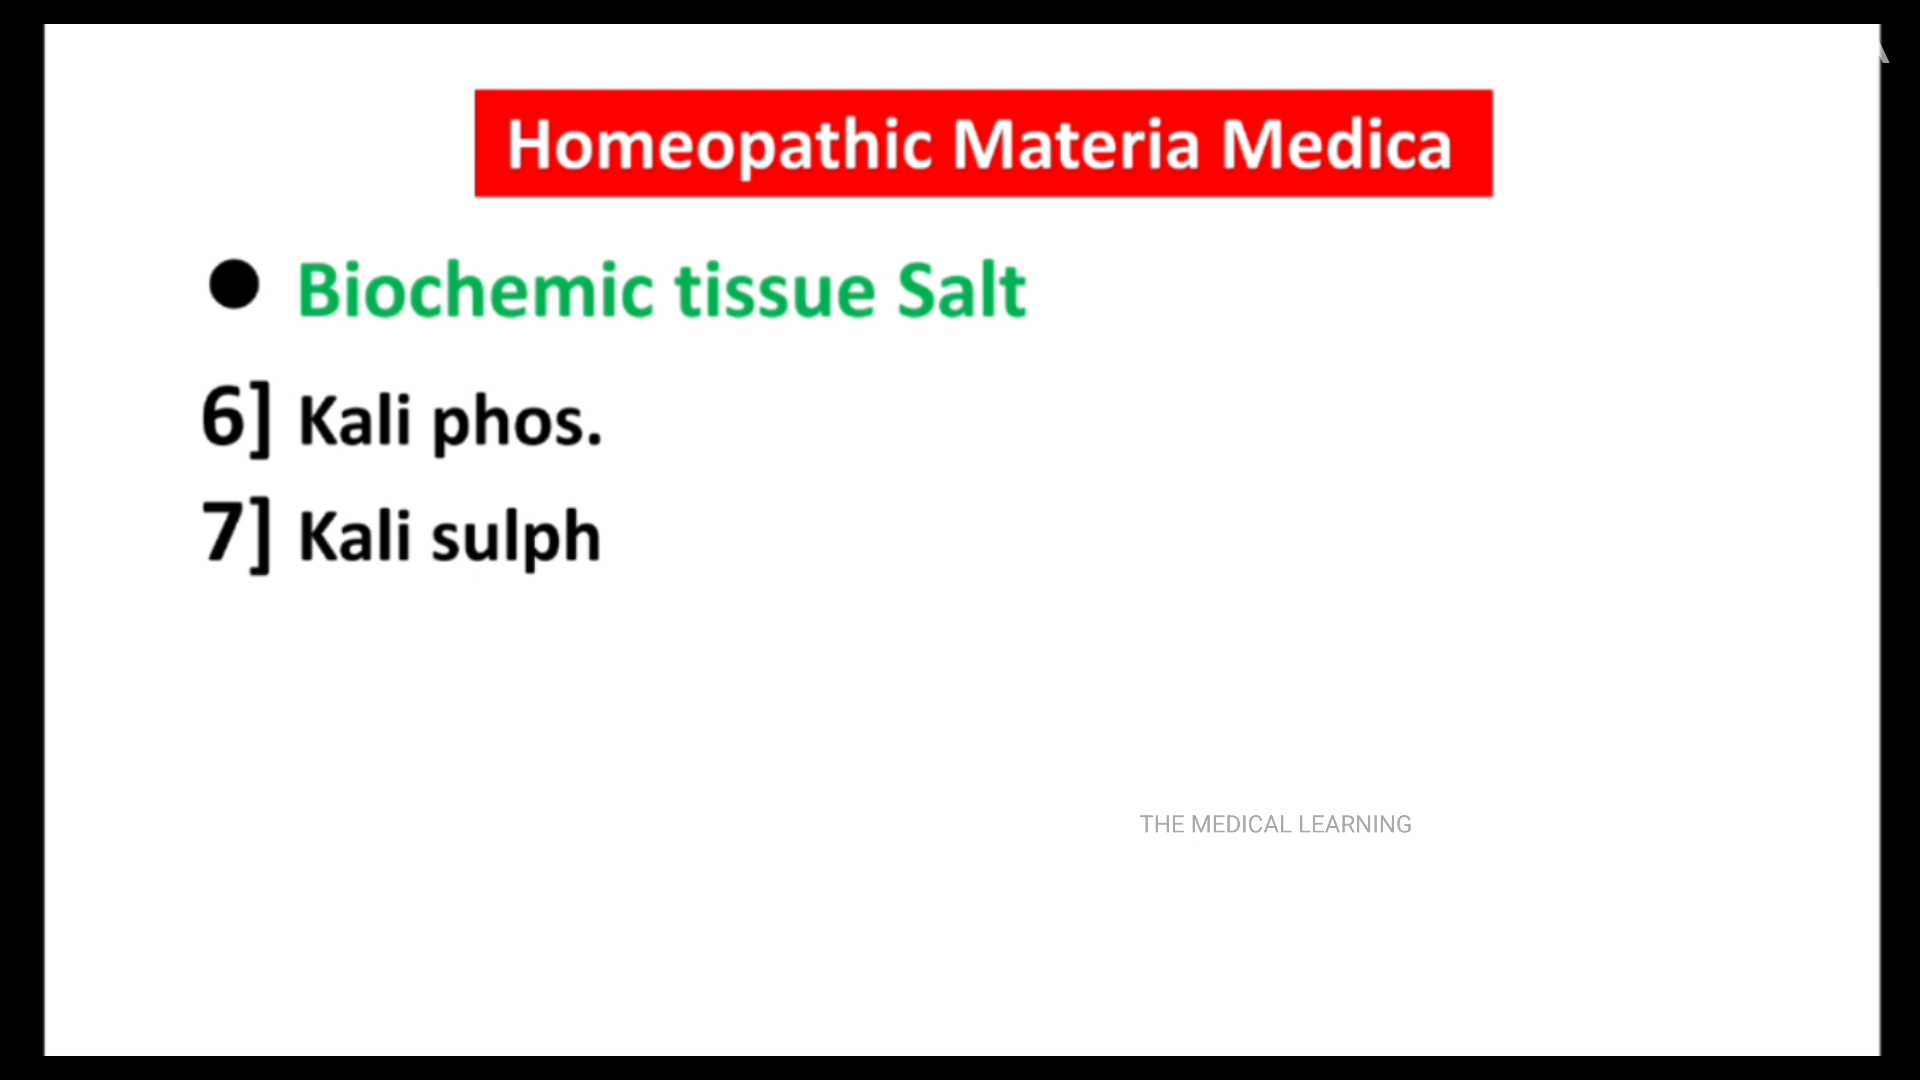 Homeopathic Materia Medica
● Biochemic tissue Salt
6] Kali phos.
7] Kali sulph
THE MEDICAL LEARNING